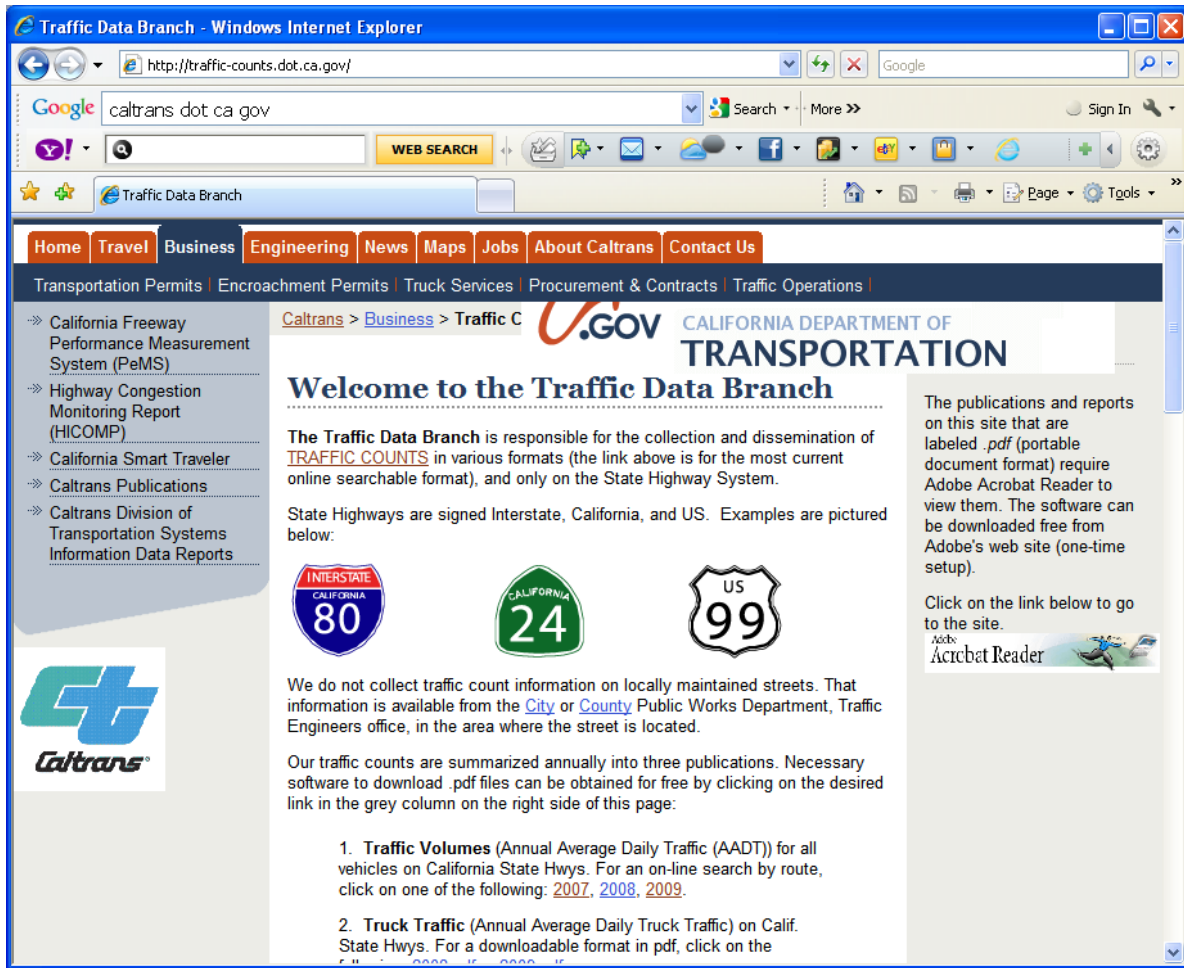 Traffic Data Branch - Windows Internet Explorer
http://traffic-counts.dot.ca.gov/
Google
Google
caltrans dot ca gov
Search
More >>
Sign In
Y!
WEB SEARCH
ebY
Traffic Data Branch
Page
Tools
Home Travel Business Engineering News Maps Jobs About Caltrans Contact Us
Transportation Permits | Encroachment Permits | Truck Services | Procurement & Contracts | Traffic Operations |
California Freeway
Performance Measurement
System (PeMS)
Highway Congestion
Monitoring Report
(HICOMP)
California Smart Traveler
Caltrans Publications
Caltrans Division of
Transportation Systems
Information Data Reports
Caltrans
Caltrans > Business > Traffic C
.GOV
CALIFORNIA DEPARTMENT OF
TRANSPORTATION
Welcome to the Traffic Data Branch
The Traffic Data Branch is responsible for the collection and dissemination of
TRAFFIC COUNTS in various formats (the link above is for the most current
online searchable format), and only on the State Highway System.
State Highways are signed Interstate, California, and US. Examples are pictured
below:
INTERSTATE
CALIFORNIA
80
CALIFORNIA
24
US
99
We do not collect traffic count information on locally maintained streets. That
information is available from the City or County Public Works Department, Traffic
Engineers office, in the area where the street is located.
Our traffic counts are summarized annually into three publications. Necessary
software to download .pdf files can be obtained for free by clicking on the desired
link in the grey column on the right side of this page:
1. Traffic Volumes (Annual Average Daily Traffic (AADT)) for all
vehicles on California State Hwys. For an on-line search by route,
click on one of the following: 2007, 2008, 2009.
2. Truck Traffic (Annual Average Daily Truck Traffic) on Calif.
State Hwys. For a downloadable format in pdf, click on the
The publications and reports
on this site that are
labeled .pdf (portable
document format) require
Adobe Acrobat Reader to
view them. The software can
be downloaded free from
Adobe's web site (one-time
setup).
Click on the link below to go
to the site.
Adobe
Acrobat Reader